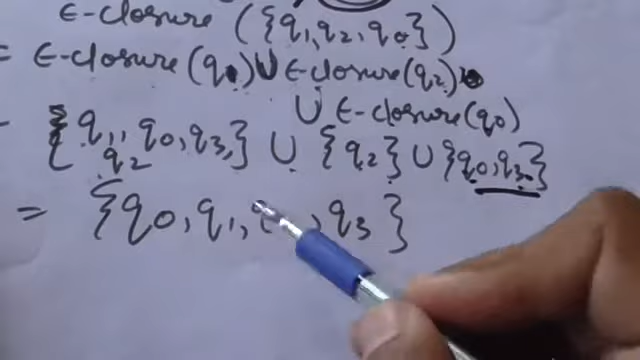 ε-closure ({q1,q2,q0})
= ε-closure(q1) ∪ ε-closure(q2)
∪ ε-closure(q0)
{q1,q0,q3,} ∪ {q2} ∪ {q0,q3}
q2
= {q0,q1, ,q3}